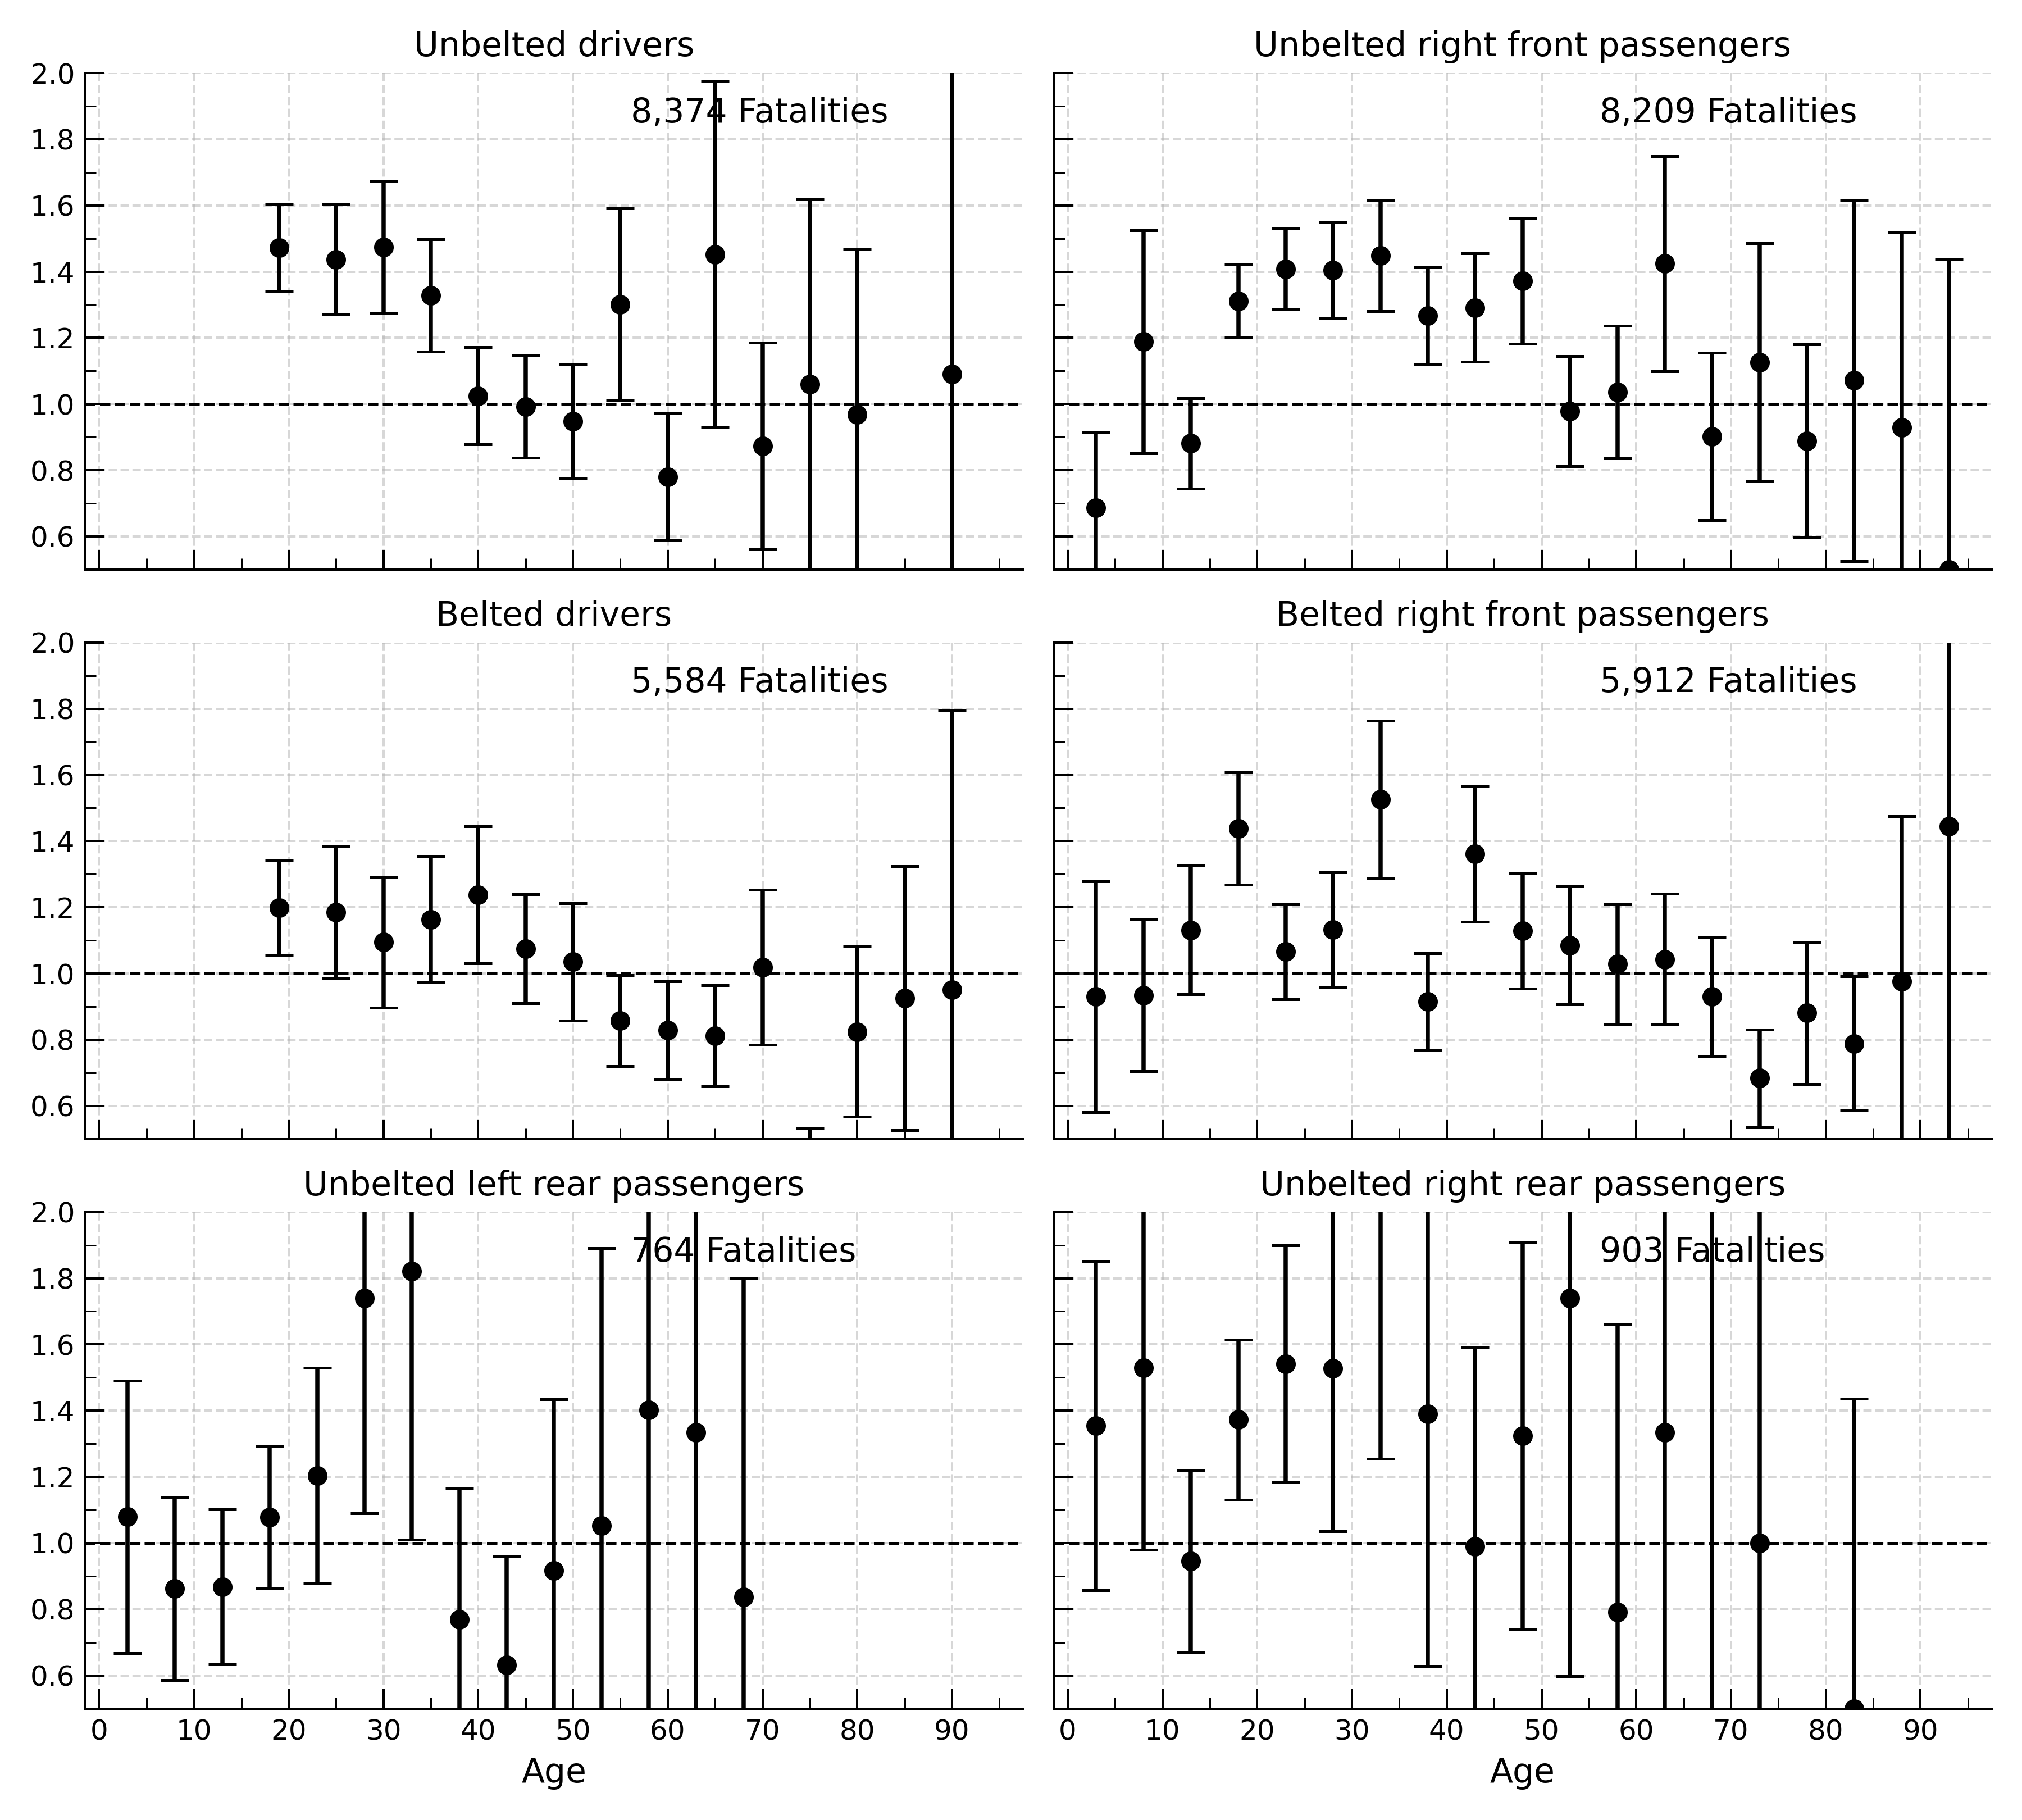 Unbelted drivers
8,374 Fatalities
2.0
1.8
1.6
1.4
1.2
1.0
0.8
0.6
Unbelted right front passengers
8,209 Fatalities
Belted drivers
5,584 Fatalities
2.0
1.8
1.6
1.4
1.2
1.0
0.8
0.6
Belted right front passengers
5,912 Fatalities
Unbelted left rear passengers
764 Fatalities
2.0
1.8
1.6
1.4
1.2
1.0
0.8
0.6
0 10 20 30 40 50 60 70 80 90
Age
Unbelted right rear passengers
903 Fatalities
0 10 20 30 40 50 60 70 80 90
Age